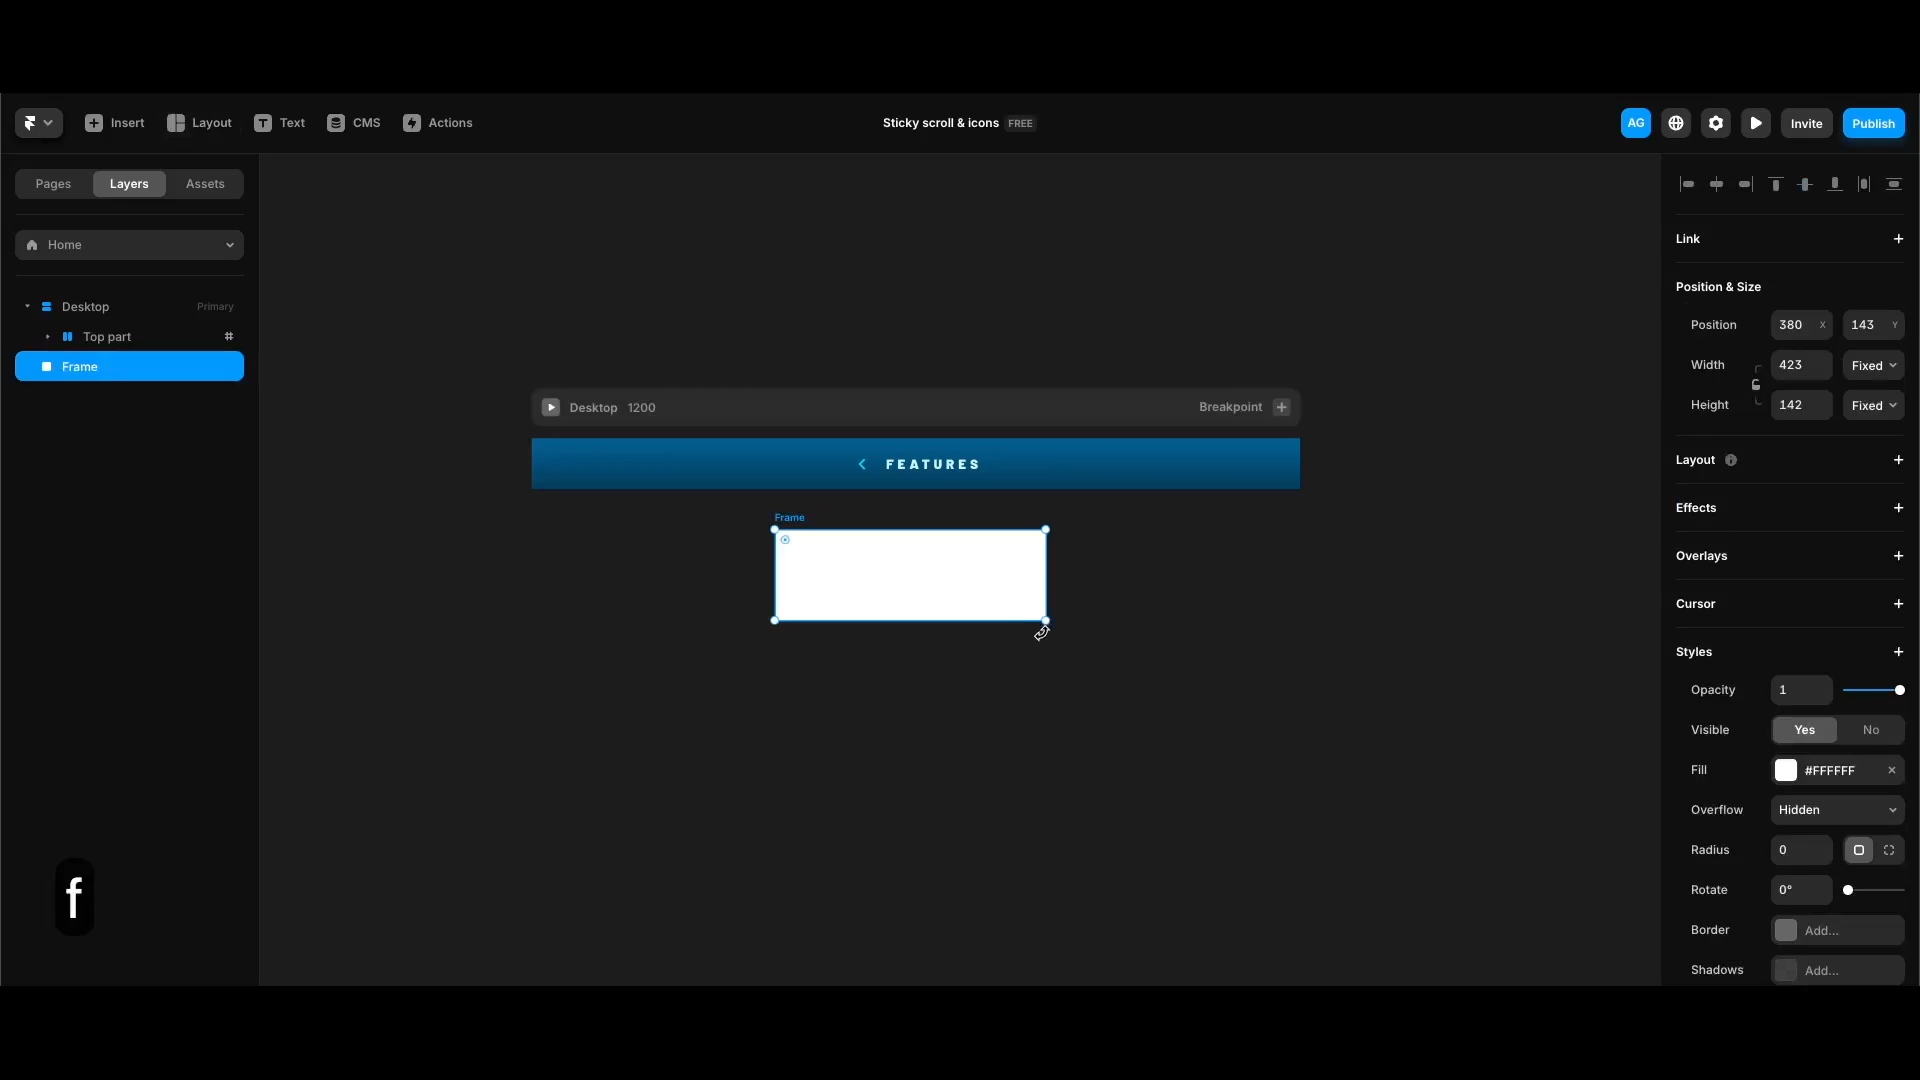 Insert
Layout
Text
CMS
Actions
Sticky scroll & icons FREE
AG
Invite
Publish
Pages
Layers
Assets
Home
Desktop
Primary
Top part
Frame
Desktop 1200
Breakpoint
FEATURES
Frame
f
Link
Position & Size
Position 380 X 143 Y
Width 423 Fixed
Height 142 Fixed
Layout
Effects
Overlays
Cursor
Styles
Opacity 1
Visible Yes No
Fill #FFFFFF
Overflow Hidden
Radius 0
Rotate 0°
Border Add...
Shadows Add...